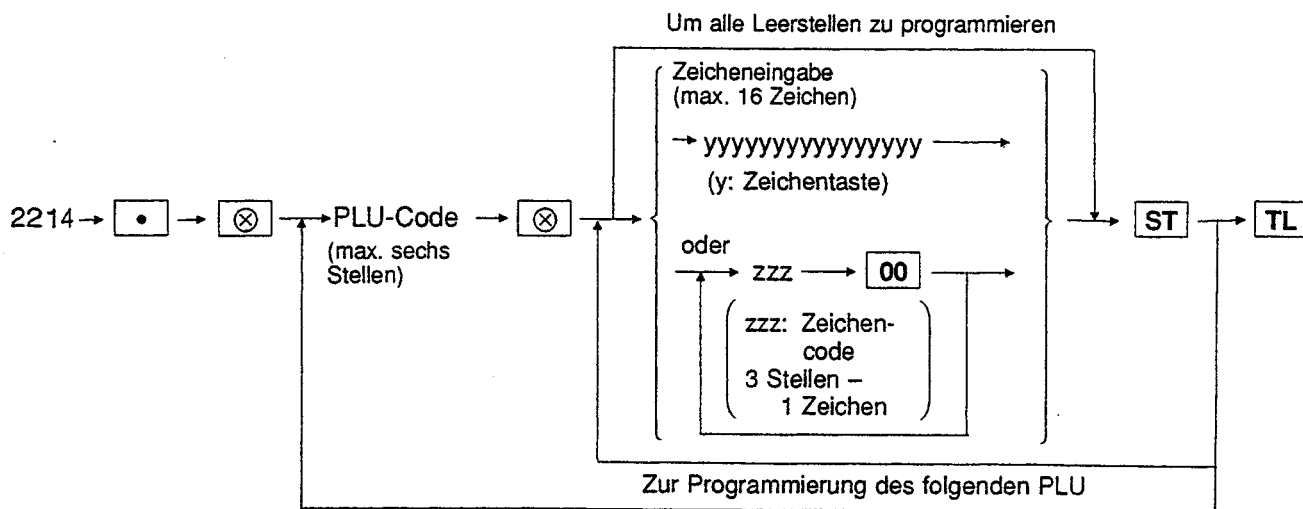 Um alle Leerstellen zu programmieren
Zeicheneingabe
(max. 16 Zeichen)
yyyyyyyyyyyyyyyy
(y: Zeichentaste)
2214 • ⊗ PLU-Code ⊗ ST TL
(max. sechs
Stellen)
oder
zzz 00
(zzz: Zeichen-
code
3 Stellen –
1 Zeichen)
Zur Programmierung des folgenden PLU